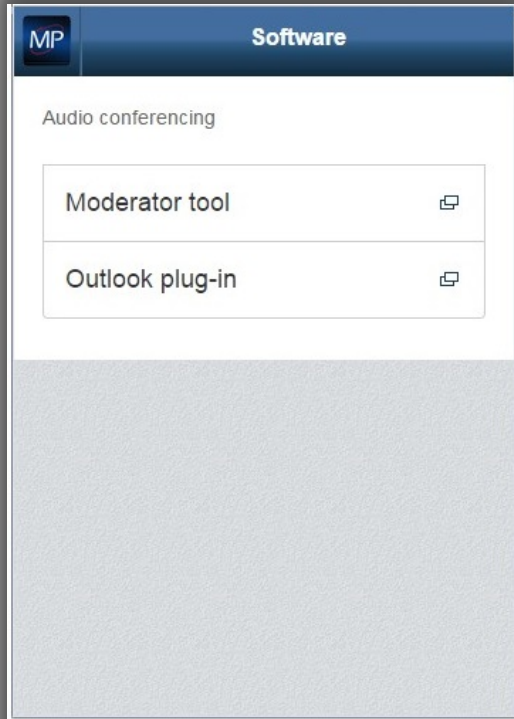 MP
Software
Audio conferencing
Moderator tool
Outlook plug-in